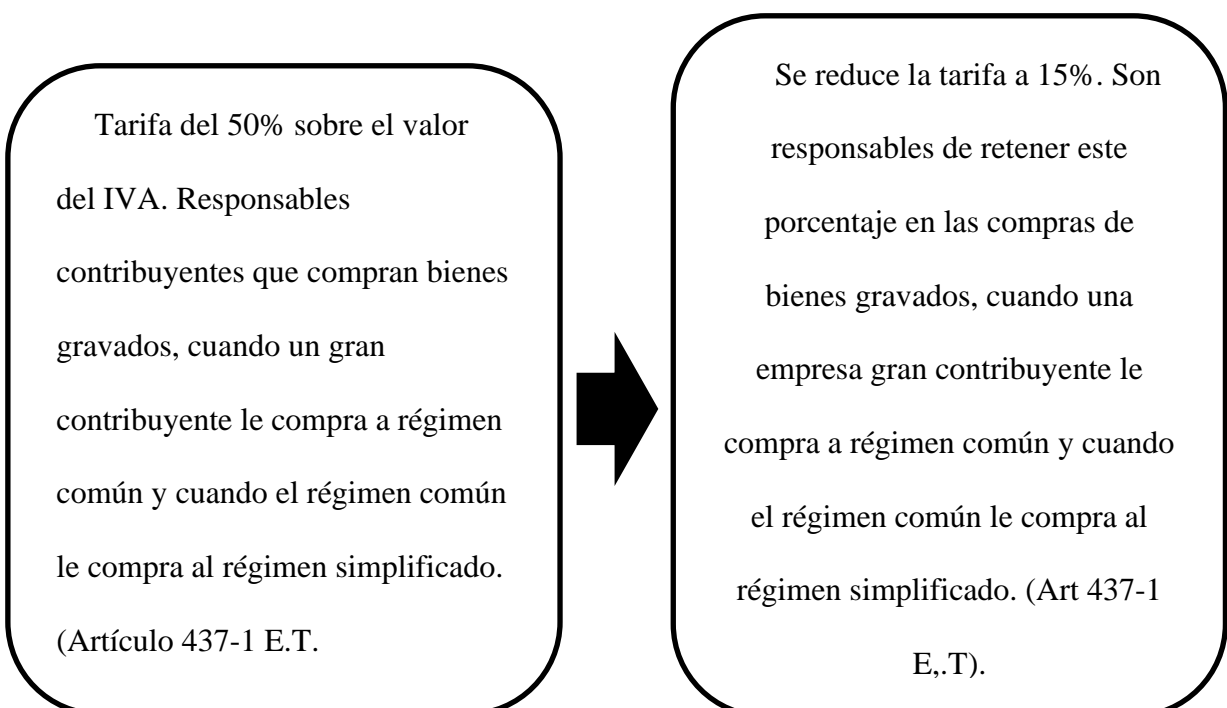 Tarifa del 50% sobre el valor
del IVA. Responsables
contribuyentes que compran bienes
gravados, cuando un gran
contribuyente le compra a régimen
común y cuando el régimen común
le compra al régimen simplificado.
(Artículo 437-1 E.T.
Se reduce la tarifa a 15%. Son
responsables de retener este
porcentaje en las compras de
bienes gravados, cuando una
empresa gran contribuyente le
compra a régimen común y cuando
el régimen común le compra al
régimen simplificado. (Art 437-1
E,.T).